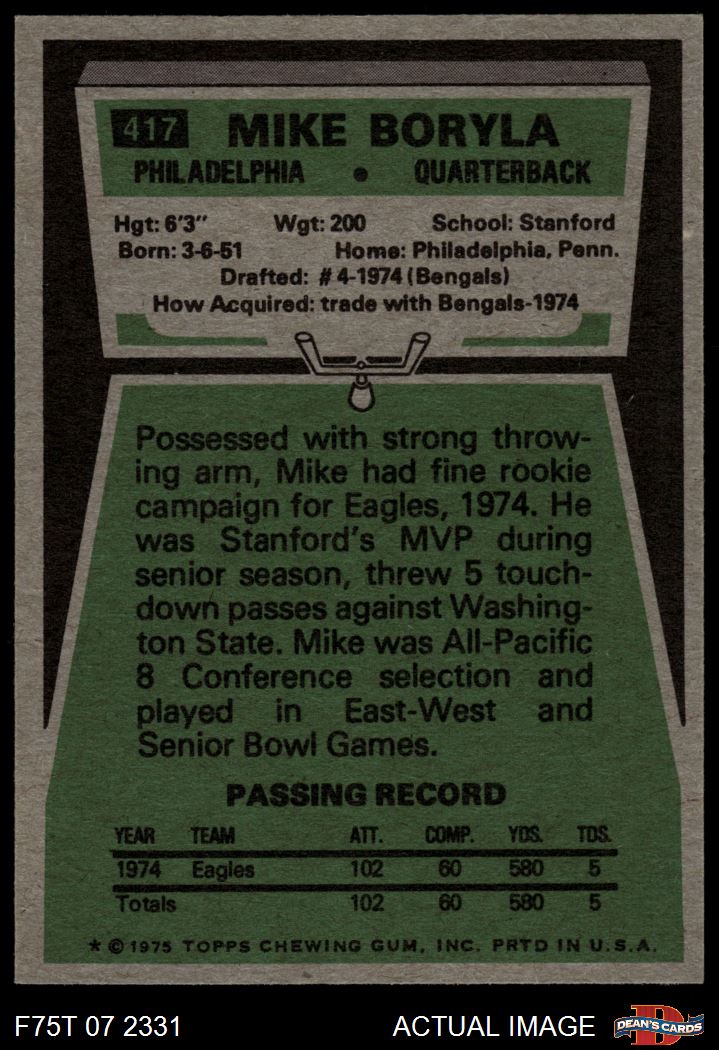 417 MIKE BORYLA
PHILADELPHIA • QUARTERBACK
Hgt: 6'3" Wgt: 200 School: Stanford
Born: 3-6-51 Home: Philadelphia, Penn.
Drafted: #4-1974 (Bengals)
How Acquired: trade with Bengals-1974
Possessed with strong throw-
ing arm, Mike had fine rookie
campaign for Eagles, 1974. He
was Stanford's MVP during
senior season, threw 5 touch-
down passes against Washing-
ton State. Mike was All-Pacific
8 Conference selection and
played in East-West and
Senior Bowl Games.
PASSING RECORD
YEAR TEAM ATT. COMP. YDS. TDS.
1974 Eagles 102 60 580 5
Totals 102 60 580 5
* © 1975 TOPPS CHEWING GUM, INC. PRTD IN U.S.A.
F75T 07 2331 ACTUAL IMAGE D DEAN'S CARDS